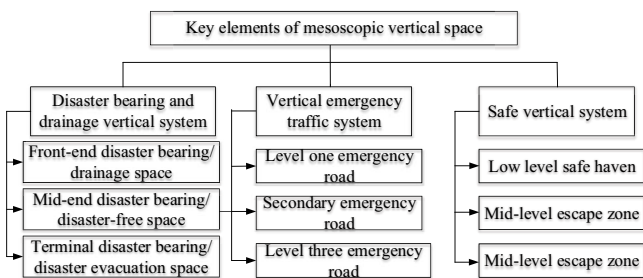 Key elements of mesoscopic vertical space
Disaster bearing and
drainage vertical system
Front-end disaster bearing/
drainage space
Mid-end disaster bearing/
disaster-free space
Terminal disaster bearing/
disaster evacuation space
Vertical emergency
traffic system
Level one emergency
road
Secondary emergency
road
Level three emergency
road
Safe vertical system
Low level safe haven
Mid-level escape zone
Mid-level escape zone